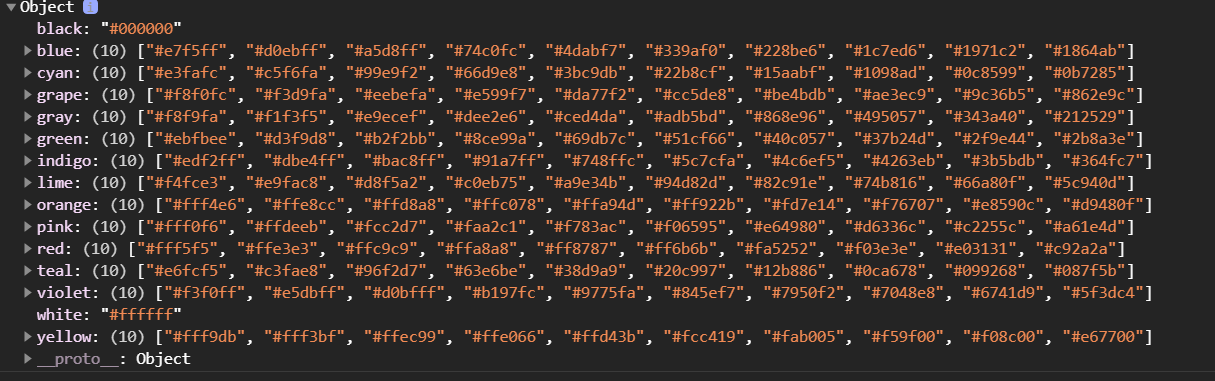 Object i
black: "#000000"
blue: (10) ["#e7f5ff", "#d0ebff", "#a5d8ff", "#74c0fc", "#4dabf7", "#339af0", "#228be6", "#1c7ed6", "#1971c2", "#1864ab"]
cyan: (10) ["#e3fafc", "#c5f6fa", "#99e9f2", "#66d9e8", "#3bc9db", "#22b8cf", "#15aabf", "#1098ad", "#0c8599", "#0b7285"]
grape: (10) ["#f8f0fc", "#f3d9fa", "#eebefa", "#e599f7", "#da77f2", "#cc5de8", "#be4bdb", "#ae3ec9", "#9c36b5", "#862e9c"]
gray: (10) ["#f8f9fa", "#f1f3f5", "#e9ecef", "#dee2e6", "#ced4da", "#adb5bd", "#868e96", "#495057", "#343a40", "#212529"]
green: (10) ["#ebfbee", "#d3f9d8", "#b2f2bb", "#8ce99a", "#69db7c", "#51cf66", "#40c057", "#37b24d", "#2f9e44", "#2b8a3e"]
indigo: (10) ["#edf2ff", "#dbe4ff", "#bac8ff", "#91a7ff", "#748ffc", "#5c7cfa", "#4c6ef5", "#4263eb", "#3b5bdb", "#364fc7"]
lime: (10) ["#f4fce3", "#e9fac8", "#d8f5a2", "#c0eb75", "#a9e34b", "#94d82d", "#82c91e", "#74b816", "#66a80f", "#5c940d"]
orange: (10) ["#fff4e6", "#ffe8cc", "#ffd8a8", "#ffc078", "#ffa94d", "#ff922b", "#fd7e14", "#f76707", "#e8590c", "#d9480f"]
pink: (10) ["#fff0f6", "#ffdeeb", "#fcc2d7", "#faa2c1", "#f783ac", "#f06595", "#e64980", "#d6336c", "#c2255c", "#a61e4d"]
red: (10) ["#fff5f5", "#ffe3e3", "#ffc9c9", "#ffa8a8", "#ff8787", "#ff6b6b", "#fa5252", "#f03e3e", "#e03131", "#c92a2a"]
teal: (10) ["#e6fcf5", "#c3fae8", "#96f2d7", "#63e6be", "#38d9a9", "#20c997", "#12b886", "#0ca678", "#099268", "#087f5b"]
violet: (10) ["#f3f0ff", "#e5dbff", "#d0bfff", "#b197fc", "#9775fa", "#845ef7", "#7950f2", "#7048e8", "#6741d9", "#5f3dc4"]
white: "#ffffff"
yellow: (10) ["#fff9db", "#fff3bf", "#ffec99", "#ffe066", "#ffd43b", "#fcc419", "#fab005", "#f59f00", "#f08c00", "#e67700"]
__proto__: Object